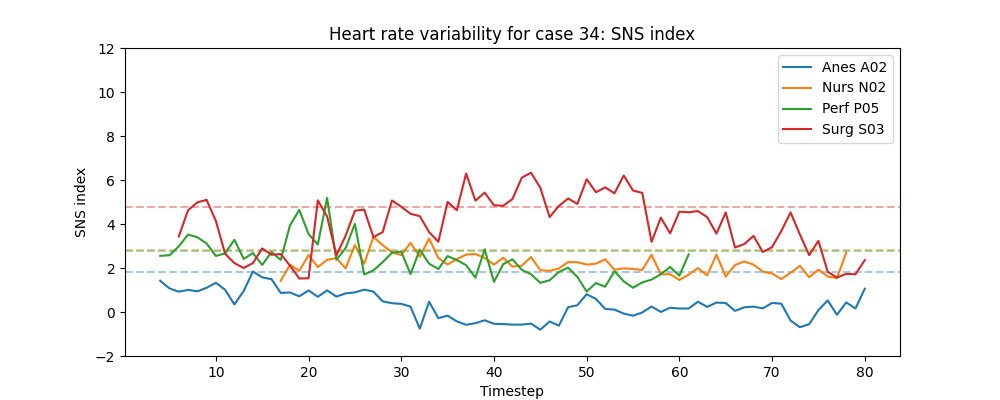 Heart rate variability for case 34: SNS index
SNS index
12
10
8
6
4
2
0
−2
Anes A02
Nurs N02
Perf P05
Surg S03
10 20 30 40 50 60 70 80
Timestep